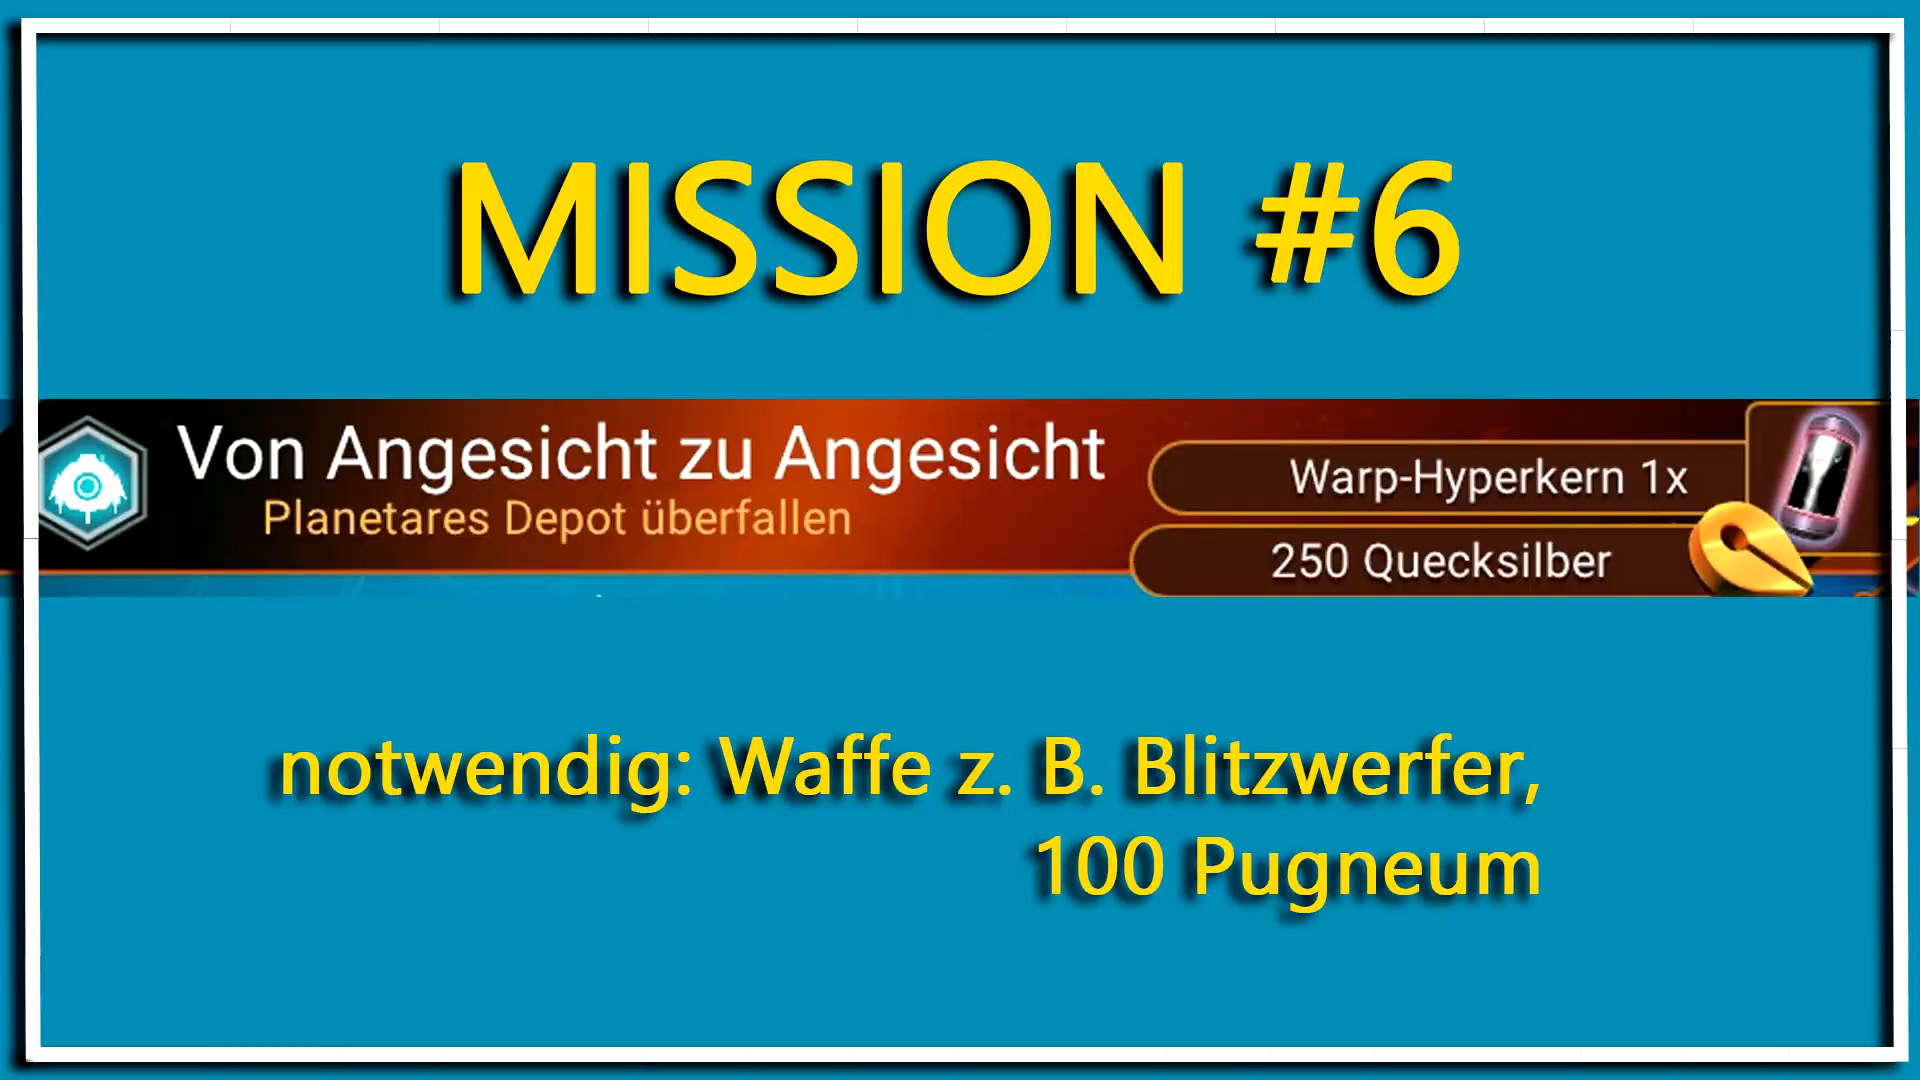 MISSION #6
Von Angesicht zu Angesicht
Planetares Depot überfallen
Warp-Hyperkern 1x
250 Quecksilber
notwendig: Waffe z. B. Blitzwerfer,
100 Pugneum